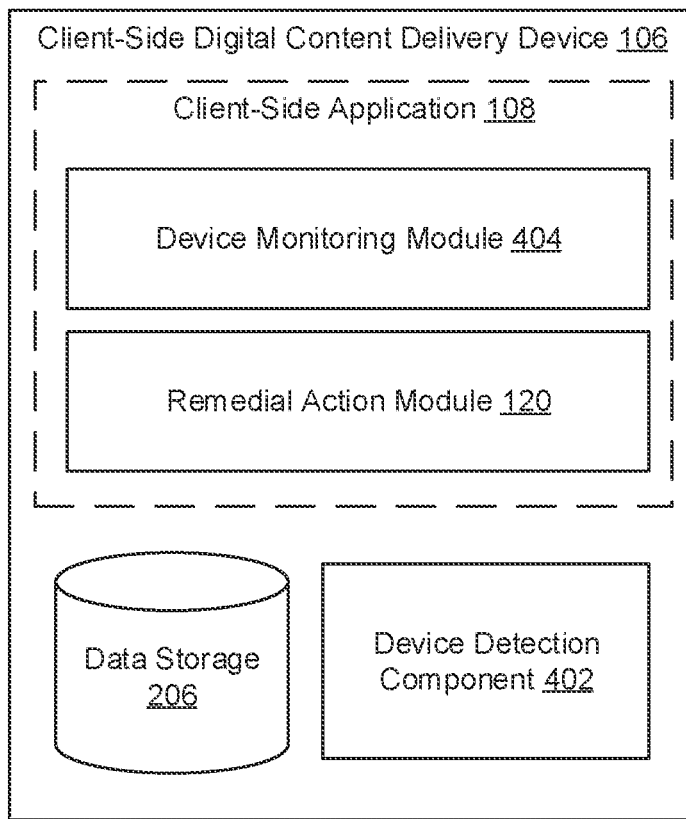 Client-Side Digital Content Delivery Device 106
Client-Side Application 108
Device Monitoring Module 404
Remedial Action Module 120
Data Storage
206
Device Detection
Component 402